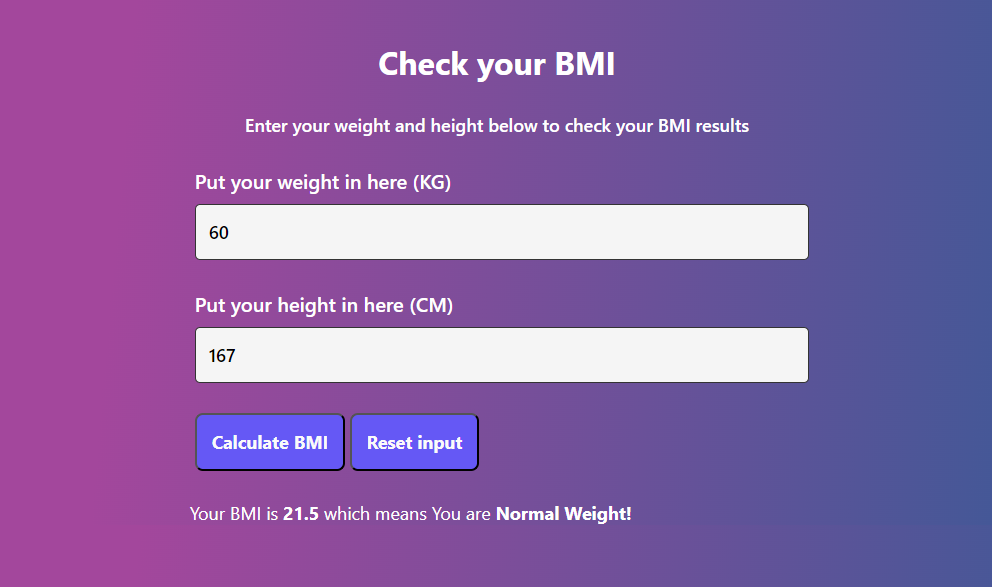 Check your BMI
Enter your weight and height below to check your BMI results
Put your weight in here (KG)
60
Put your height in here (CM)
167
Calculate BMI Reset input
Your BMI is 21.5 which means You are Normal Weight!